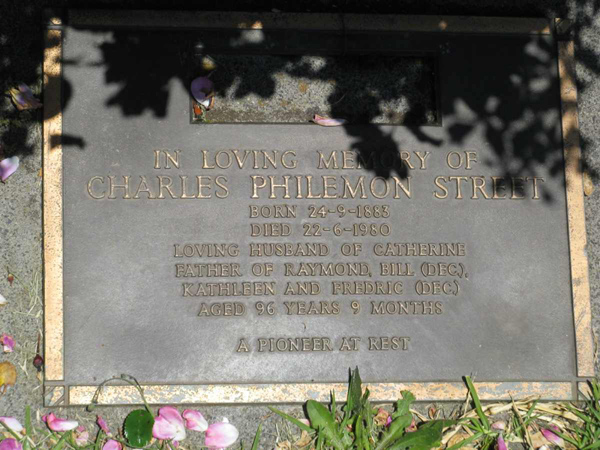 IN LOVING MEMORY OF
CHARLES PHILEMON STREET
BORN 24-9-1883
DIED 22-6-1980
LOVING HUSBAND OF CATHERINE
FATHER OF RAYMOND, BILL (DEC),
KATHLEEN AND FREDRIC (DEC)
AGED 96 YEARS 9 MONTHS
A PIONEER AT REST